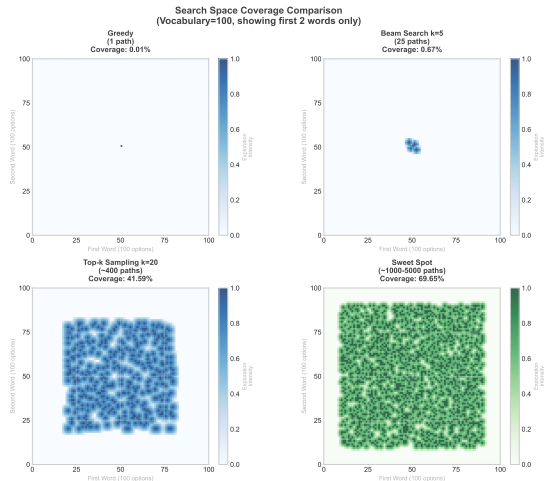 Search Space Coverage Comparison
(Vocabulary=100, showing first 2 words only)
Greedy
(1 path)
Coverage: 0.01%
100
75
50
25
0
0
25
50
75
100
Second Word (100 options)
First Word (100 options)
1.0
0.8
0.6
0.4
0.2
0.0
Exploration
Intensity
Beam Search k=5
(25 paths)
Coverage: 0.67%
100
75
50
25
0
0
25
50
75
100
Second Word (100 options)
First Word (100 options)
1.0
0.8
0.6
0.4
0.2
0.0
Exploration
Intensity
Top-k Sampling k=20
(~400 paths)
Coverage: 41.59%
100
75
50
25
0
0
25
50
75
100
Second Word (100 options)
First Word (100 options)
1.0
0.8
0.6
0.4
0.2
0.0
Exploration
Intensity
Sweet Spot
(~1000-5000 paths)
Coverage: 69.65%
100
75
50
25
0
0
25
50
75
100
Second Word (100 options)
First Word (100 options)
1.0
0.8
0.6
0.4
0.2
0.0
Exploration
Intensity